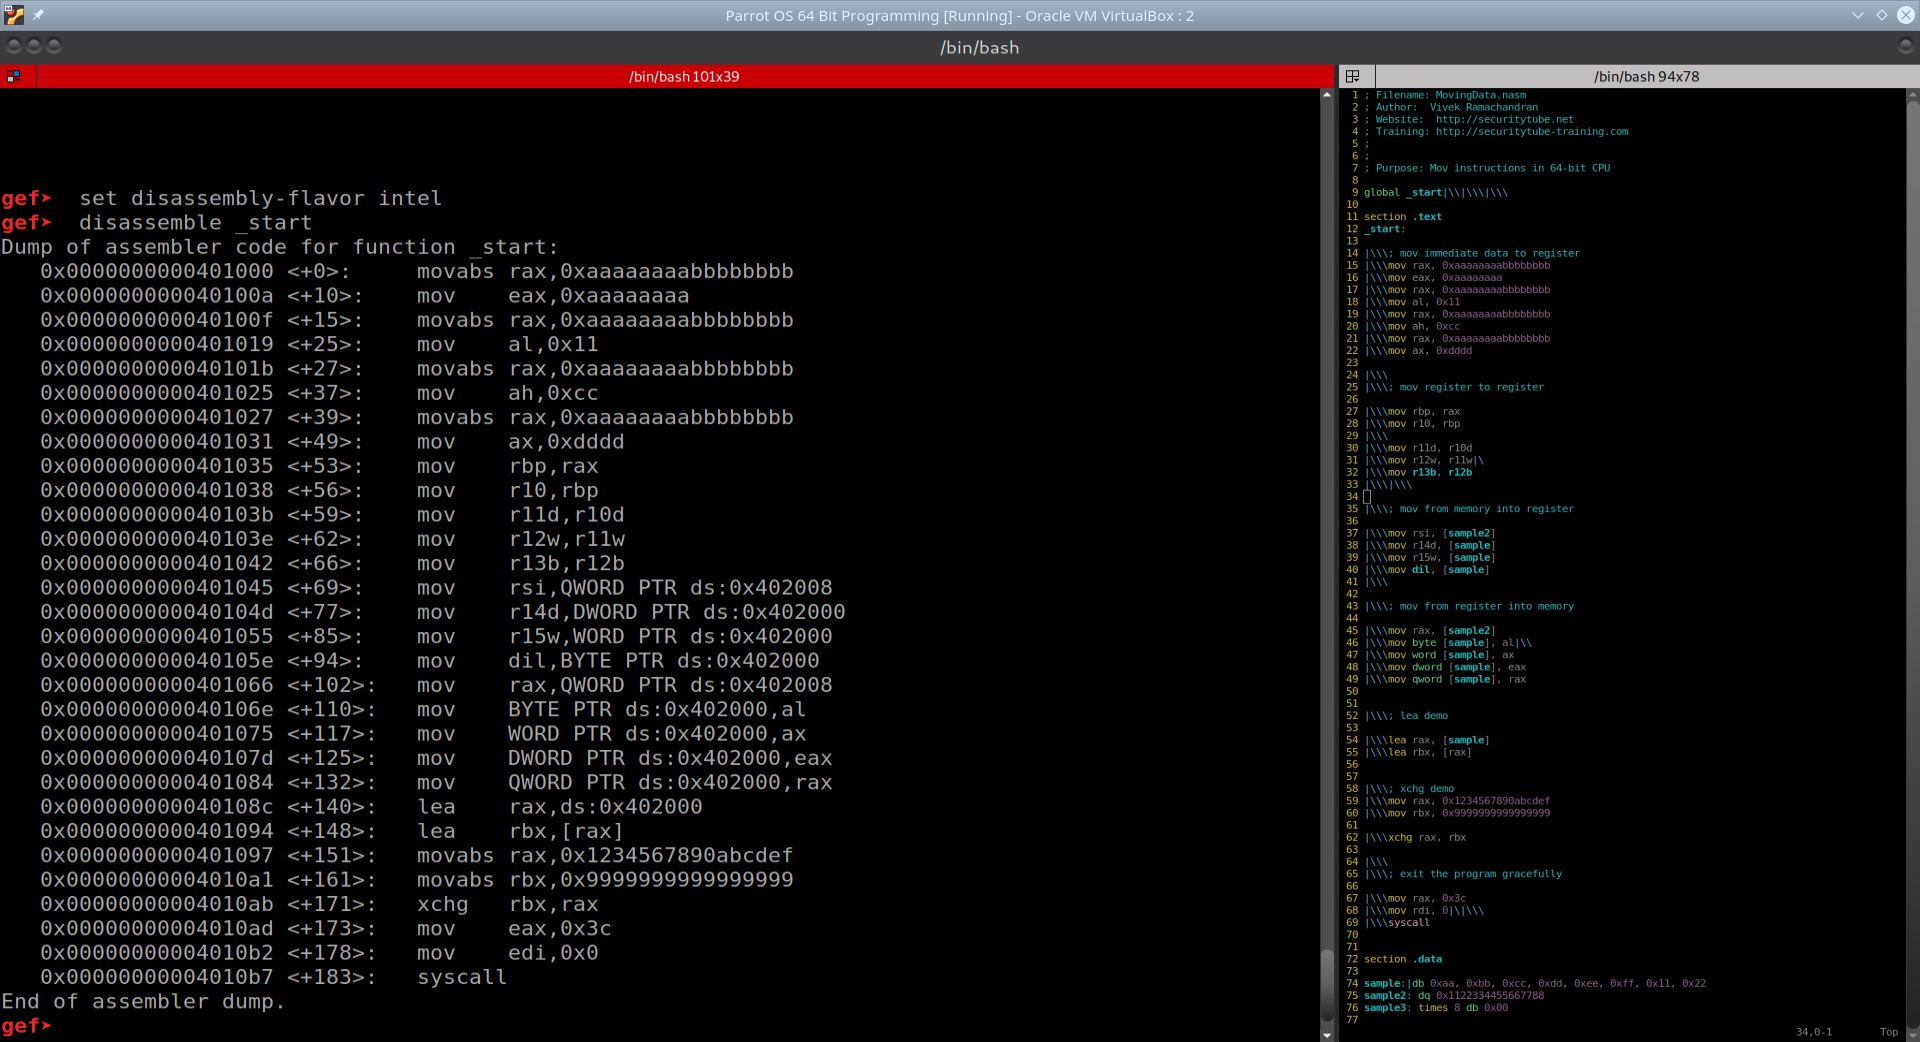 Parrot OS 64 Bit Programming [Running] - Oracle VM VirtualBox : 2
/bin/bash
/bin/bash 101x39
gef➤  set disassembly-flavor intel
gef➤  disassemble _start
Dump of assembler code for function _start:
   0x0000000000401000 <+0>:     movabs rax,0xaaaaaaaabbbbbbbb
   0x000000000040100a <+10>:    mov    eax,0xaaaaaaaa
   0x000000000040100f <+15>:    movabs rax,0xaaaaaaaabbbbbbbb
   0x0000000000401019 <+25>:    mov    al,0x11
   0x000000000040101b <+27>:    movabs rax,0xaaaaaaaabbbbbbbb
   0x0000000000401025 <+37>:    mov    ah,0xcc
   0x0000000000401027 <+39>:    movabs rax,0xaaaaaaaabbbbbbbb
   0x0000000000401031 <+49>:    mov    ax,0xdddd
   0x0000000000401035 <+53>:    mov    rbp,rax
   0x0000000000401038 <+56>:    mov    r10,rbp
   0x000000000040103b <+59>:    mov    r11d,r10d
   0x000000000040103e <+62>:    mov    r12w,r11w
   0x0000000000401042 <+66>:    mov    r13b,r12b
   0x0000000000401045 <+69>:    mov    rsi,QWORD PTR ds:0x402008
   0x000000000040104d <+77>:    mov    r14d,DWORD PTR ds:0x402000
   0x0000000000401055 <+85>:    mov    r15w,WORD PTR ds:0x402000
   0x000000000040105e <+94>:    mov    dil,BYTE PTR ds:0x402000
   0x0000000000401066 <+102>:   mov    rax,QWORD PTR ds:0x402008
   0x000000000040106e <+110>:   mov    BYTE PTR ds:0x402000,al
   0x0000000000401075 <+117>:   mov    WORD PTR ds:0x402000,ax
   0x000000000040107d <+125>:   mov    DWORD PTR ds:0x402000,eax
   0x0000000000401084 <+132>:   mov    QWORD PTR ds:0x402000,rax
   0x000000000040108c <+140>:   lea    rax,ds:0x402000
   0x0000000000401094 <+148>:   lea    rbx,[rax]
   0x0000000000401097 <+151>:   movabs rax,0x1234567890abcdef
   0x00000000004010a1 <+161>:   movabs rbx,0x9999999999999999
   0x00000000004010ab <+171>:   xchg   rbx,rax
   0x00000000004010ad <+173>:   mov    eax,0x3c
   0x00000000004010b2 <+178>:   mov    edi,0x0
   0x00000000004010b7 <+183>:   syscall
End of assembler dump.
gef➤
/bin/bash 94x78
1 ; Filename: MovingData.nasm
2 ; Author:  Vivek Ramachandran
3 ; Website:  http://securitytube.net
4 ; Training: http://securitytube-training.com
5 ;
6 ;
7 ; Purpose: Mov instructions in 64-bit CPU
8
9 global _start|\\|\\\|\\\
10
11 section .text
12 _start:
13
14 |\\\; mov immediate data to register
15 |\\\mov rax, 0xaaaaaaaabbbbbbbb
16 |\\\mov eax, 0xaaaaaaaa
17 |\\\mov rax, 0xaaaaaaaabbbbbbbb
18 |\\\mov al, 0x11
19 |\\\mov rax, 0xaaaaaaaabbbbbbbb
20 |\\\mov ah, 0xcc
21 |\\\mov rax, 0xaaaaaaaabbbbbbbb
22 |\\\mov ax, 0xdddd
23
24 |\\\
25 |\\\; mov register to register
26
27 |\\\mov rbp, rax
28 |\\\mov r10, rbp
29 |\\\
30 |\\\mov r11d, r10d
31 |\\\mov r12w, r11w|\
32 |\\\mov r13b, r12b
33 |\\\|\\\
34
35 |\\\; mov from memory into register
36
37 |\\\mov rsi, [sample2]
38 |\\\mov r14d, [sample]
39 |\\\mov r15w, [sample]
40 |\\\mov dil, [sample]
41 |\\\
42
43 |\\\; mov from register into memory
44
45 |\\\mov rax, [sample2]
46 |\\\mov byte [sample], al|\\
47 |\\\mov word [sample], ax
48 |\\\mov dword [sample], eax
49 |\\\mov qword [sample], rax
50
51
52 |\\\; lea demo
53
54 |\\\lea rax, [sample]
55 |\\\lea rbx, [rax]
56
57
58 |\\\; xchg demo
59 |\\\mov rax, 0x1234567890abcdef
60 |\\\mov rbx, 0x9999999999999999
61
62 |\\\xchg rax, rbx
63
64 |\\\
65 |\\\; exit the program gracefully
66
67 |\\\mov rax, 0x3c
68 |\\\mov rdi, 0|\|\\\
69 |\\\syscall
70
71
72 section .data
73
74 sample:|db 0xaa, 0xbb, 0xcc, 0xdd, 0xee, 0xff, 0x11, 0x22
75 sample2: dq 0x1122334455667788
76 sample3: times 8 db 0x00
77
34,0-1 Top